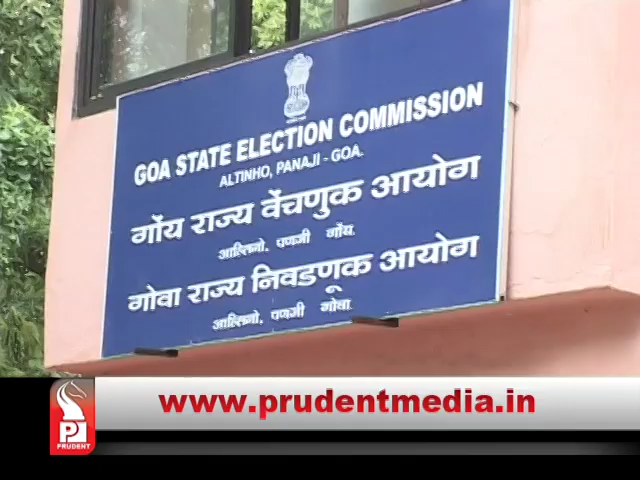 GOA STATE ELECTION COMMISSION
ALTINHO, PANAJI - GOA.
गोंय राज्य वेंचणुक आयोग
आल्तिनो, पणजी गोंय.
गोवा राज्य निवडणूक आयोग
आल्तिनो, पणजी गोवा.
www.prudentmedia.in
PRUDENT